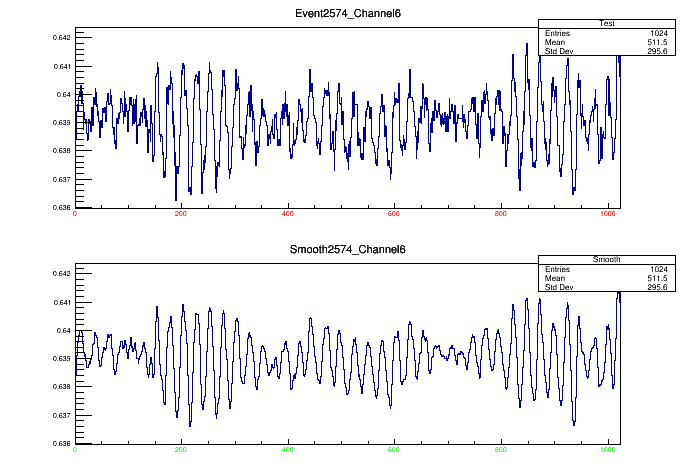 Event2574_Channel6
Test
Entries 1024
Mean 511.5
Std Dev 295.6
0.642
0.641
0.64
0.639
0.638
0.637
0.636
0 200 400 600 800 1000
Smooth2574_Channel6
Smooth
Entries 1024
Mean 511.5
Std Dev 295.6
0.642
0.641
0.64
0.639
0.638
0.637
0.636
0 200 400 600 800 1000